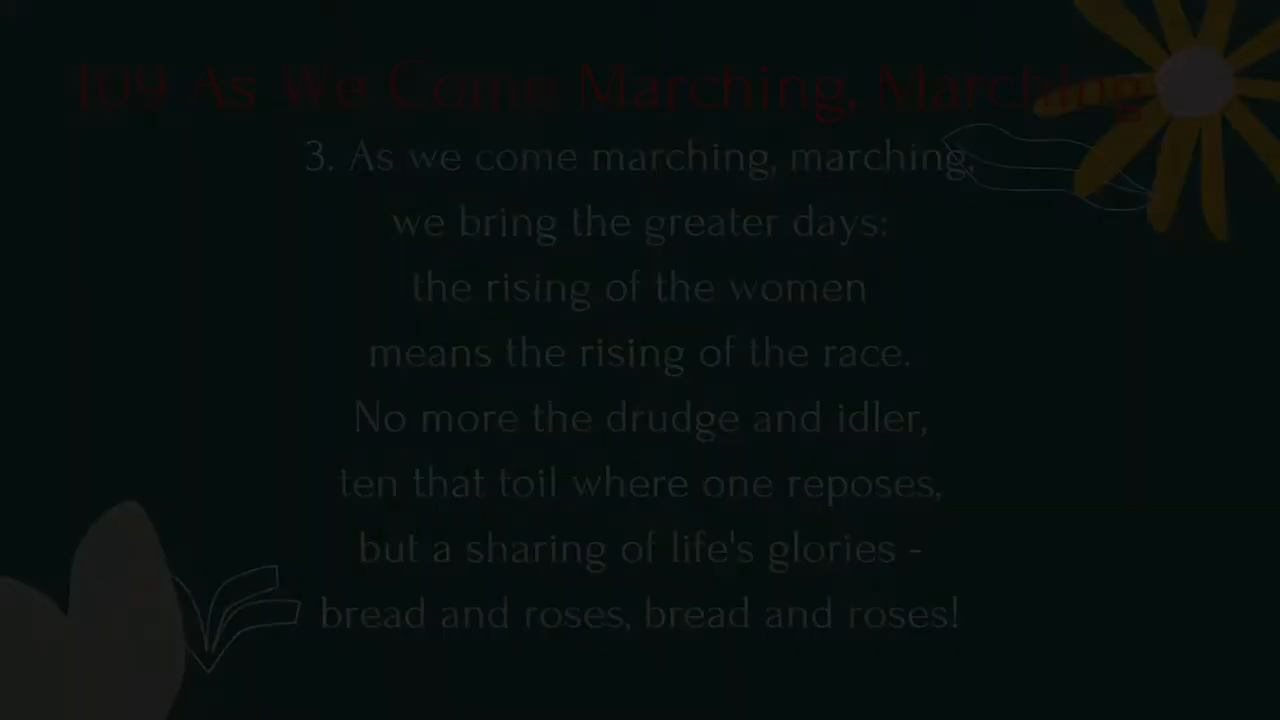 109 As We Come Marching, Marching
3. As we come marching, marching,
we bring the greater days:
the rising of the women
means the rising of the race.
No more the drudge and idler,
ten that toil where one reposes,
but a sharing of life's glories -
bread and roses, bread and roses!